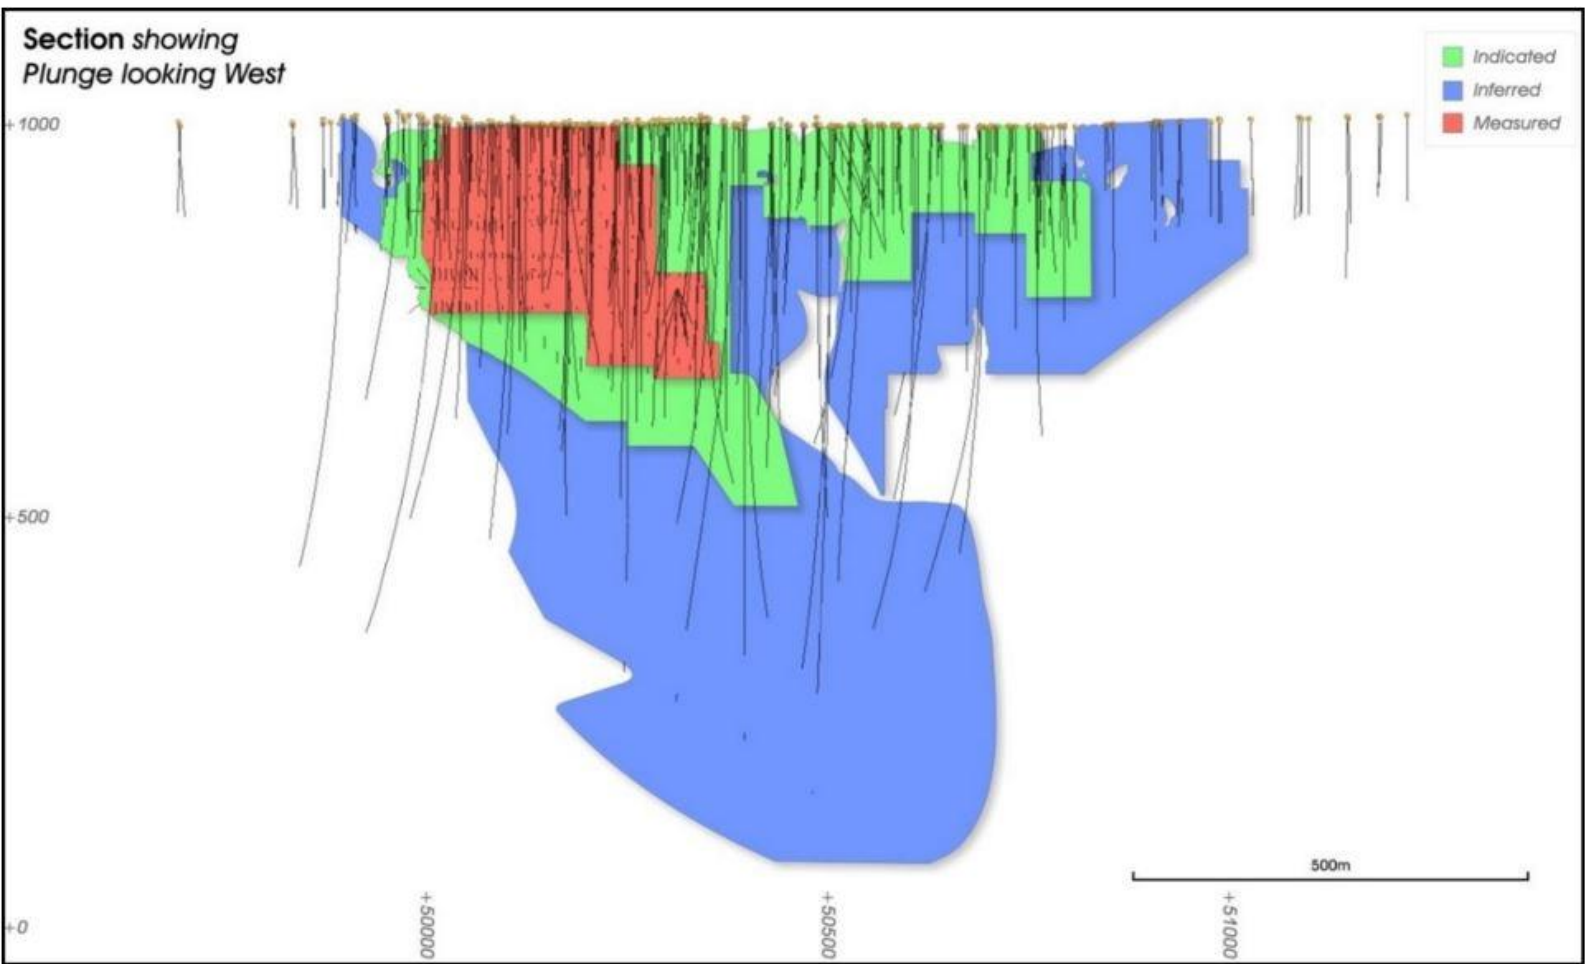 Section showing
Plunge looking West
Indicated
Inferred
Measured
+1000
+500
+0
500m
+50000
+50500
+51000